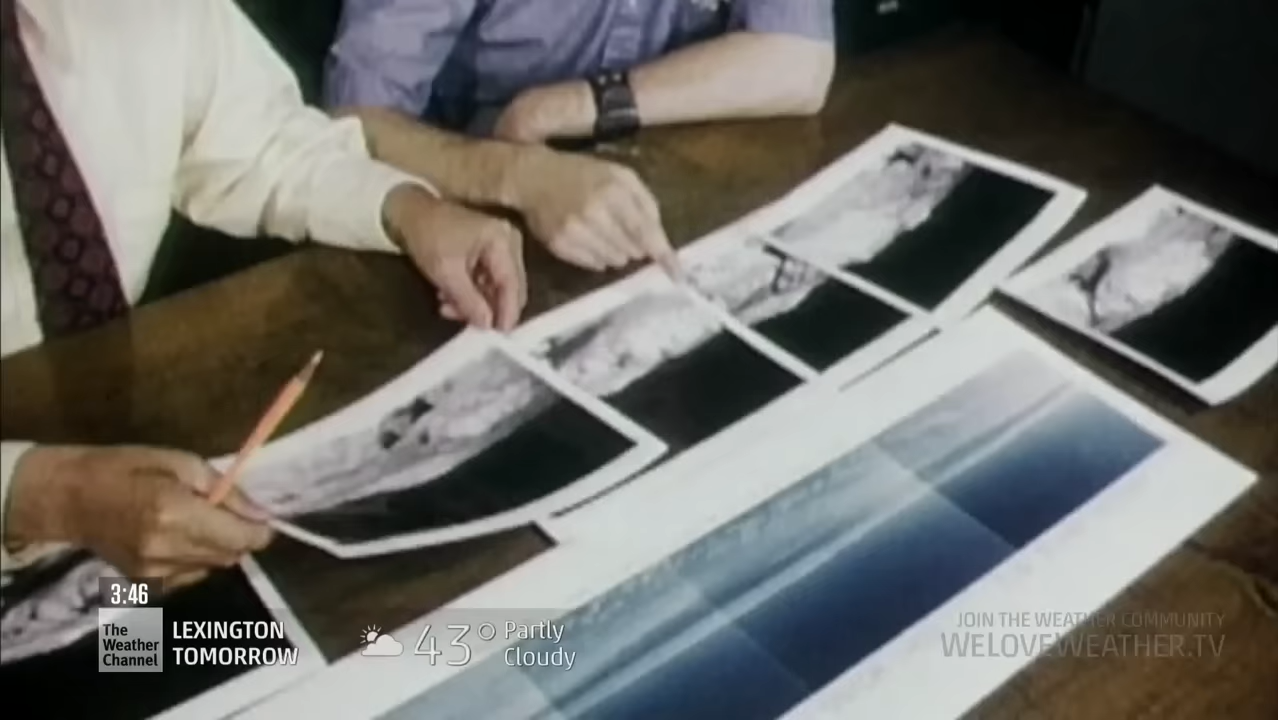 3:46
The
Weather
Channel
LEXINGTON
TOMORROW
43°
Partly
Cloudy
JOIN THE WEATHER COMMUNITY
WELOVEWEATHER.TV